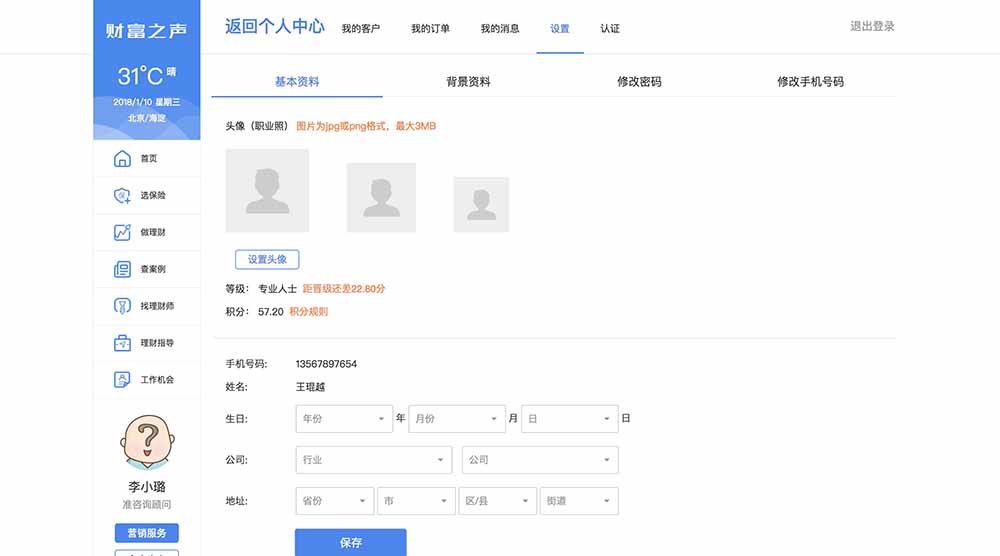 财富之声
31°C 晴
2018/1/10 星期三
北京/海淀
首页
选保险
做理财
查案例
找理财师
理财指导
工作机会
?
李小璐
准咨询顾问
营销服务
返回个人中心 我的客户 我的订单 我的消息 设置 认证 退出登录
基本资料 背景资料 修改密码 修改手机号码
头像（职业照） 图片为jpg或png格式，最大3MB
设置头像
等级： 专业人士 距晋级还差22.80分
积分： 57.20 积分规则
手机号码: 13567897654
姓名: 王琨越
生日: 年份 年 月份 月 日 日
公司: 行业 公司
地址: 省份 市 区/县 街道
保存